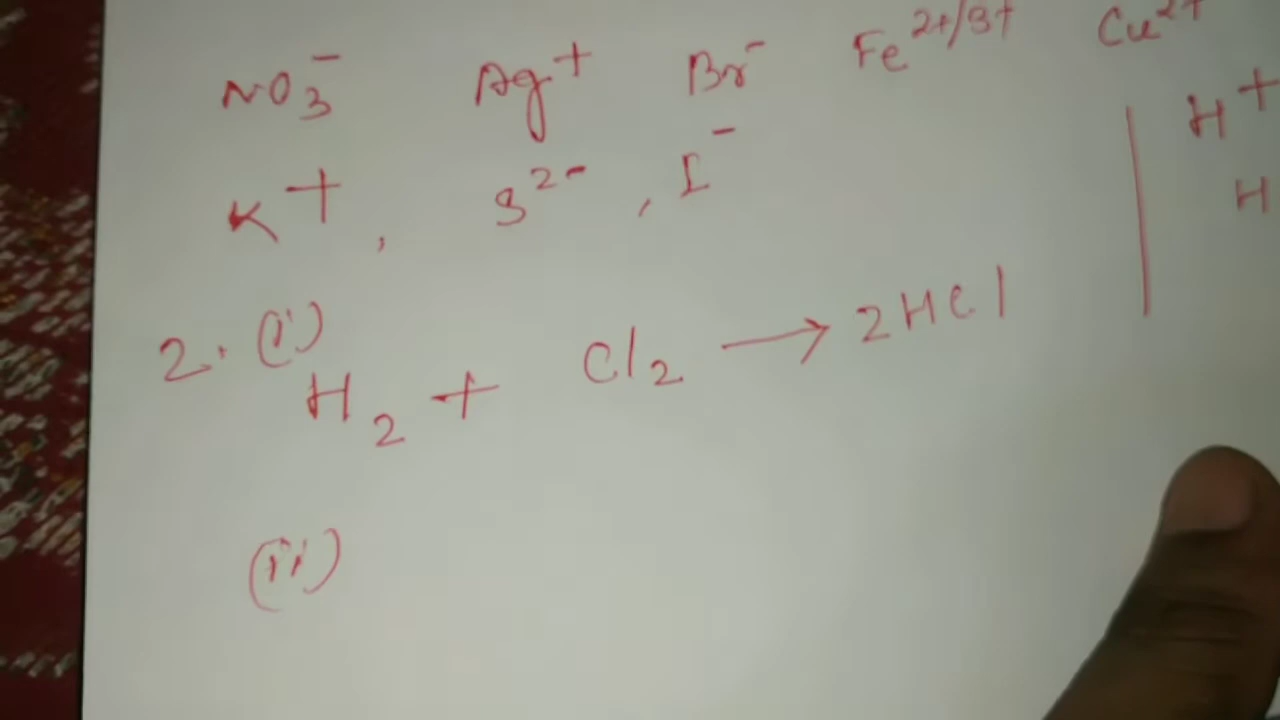 NO₃⁻ Ag⁺ Br⁻ Fe²⁺/³⁺ Cu²⁺
K⁺, S²⁻, I⁻
H⁺
H
2. (i)
H₂ + Cl₂ → 2HCl
(ii)